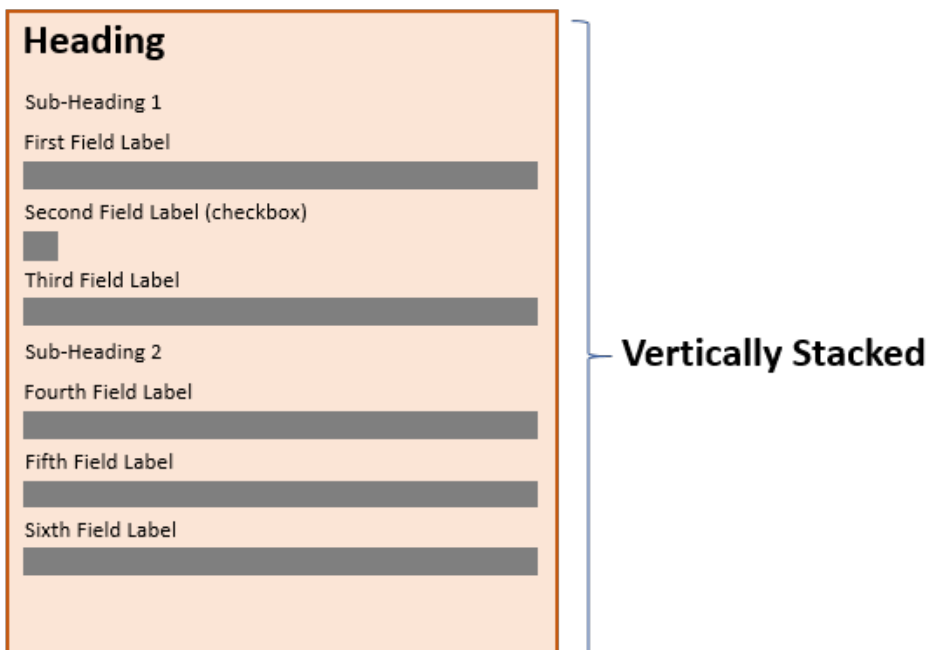 Heading
Sub-Heading 1
First Field Label
Second Field Label (checkbox)
Third Field Label
Sub-Heading 2
Vertically Stacked
Fourth Field Label
Fifth Field Label
Sixth Field Label